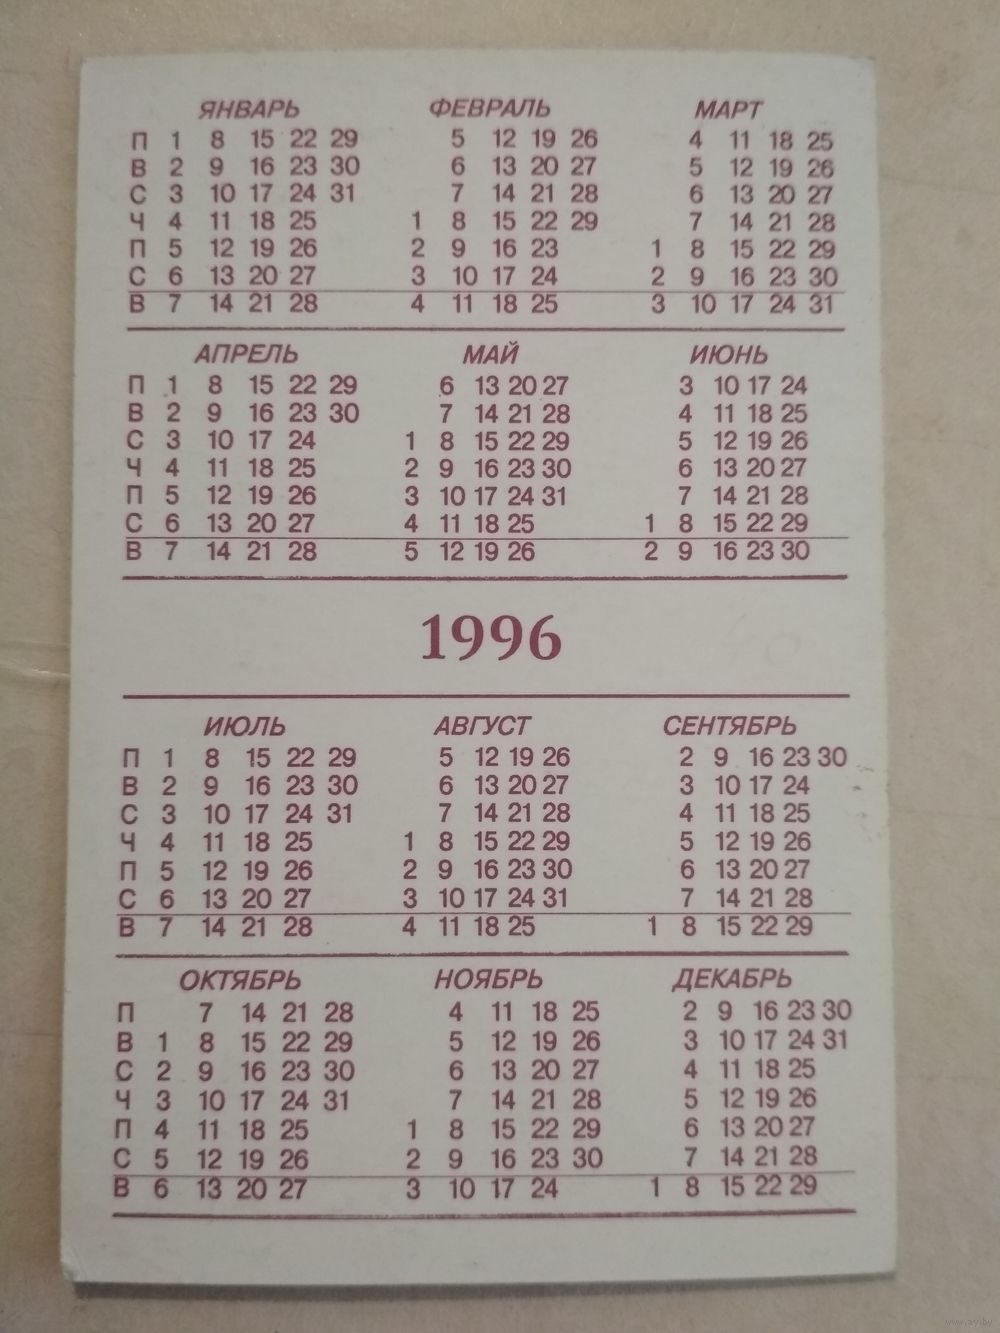 ЯНВАРЬ ФЕВРАЛЬ МАРТ
П 1 8 15 22 29 5 12 19 26 4 11 18 25
В 2 9 16 23 30 6 13 20 27 5 12 19 26
С 3 10 17 24 31 7 14 21 28 6 13 20 27
Ч 4 11 18 25 1 8 15 22 29 7 14 21 28
П 5 12 19 26 2 9 16 23 1 8 15 22 29
С 6 13 20 27 3 10 17 24 2 9 16 23 30
В 7 14 21 28 4 11 18 25 3 10 17 24 31
АПРЕЛЬ МАЙ ИЮНЬ
П 1 8 15 22 29 6 13 20 27 3 10 17 24
В 2 9 16 23 30 7 14 21 28 4 11 18 25
С 3 10 17 24 1 8 15 22 29 5 12 19 26
Ч 4 11 18 25 2 9 16 23 30 6 13 20 27
П 5 12 19 26 3 10 17 24 31 7 14 21 28
С 6 13 20 27 4 11 18 25 1 8 15 22 29
В 7 14 21 28 5 12 19 26 2 9 16 23 30
1996
ИЮЛЬ АВГУСТ СЕНТЯБРЬ
П 1 8 15 22 29 5 12 19 26 2 9 16 23 30
В 2 9 16 23 30 6 13 20 27 3 10 17 24
С 3 10 17 24 31 7 14 21 28 4 11 18 25
Ч 4 11 18 25 1 8 15 22 29 5 12 19 26
П 5 12 19 26 2 9 16 23 30 6 13 20 27
С 6 13 20 27 3 10 17 24 31 7 14 21 28
В 7 14 21 28 4 11 18 25 1 8 15 22 29
ОКТЯБРЬ НОЯБРЬ ДЕКАБРЬ
П 7 14 21 28 4 11 18 25 2 9 16 23 30
В 1 8 15 22 29 5 12 19 26 3 10 17 24 31
С 2 9 16 23 30 6 13 20 27 4 11 18 25
Ч 3 10 17 24 31 7 14 21 28 5 12 19 26
П 4 11 18 25 1 8 15 22 29 6 13 20 27
С 5 12 19 26 2 9 16 23 30 7 14 21 28
В 6 13 20 27 3 10 17 24 1 8 15 22 29
www.ay.by